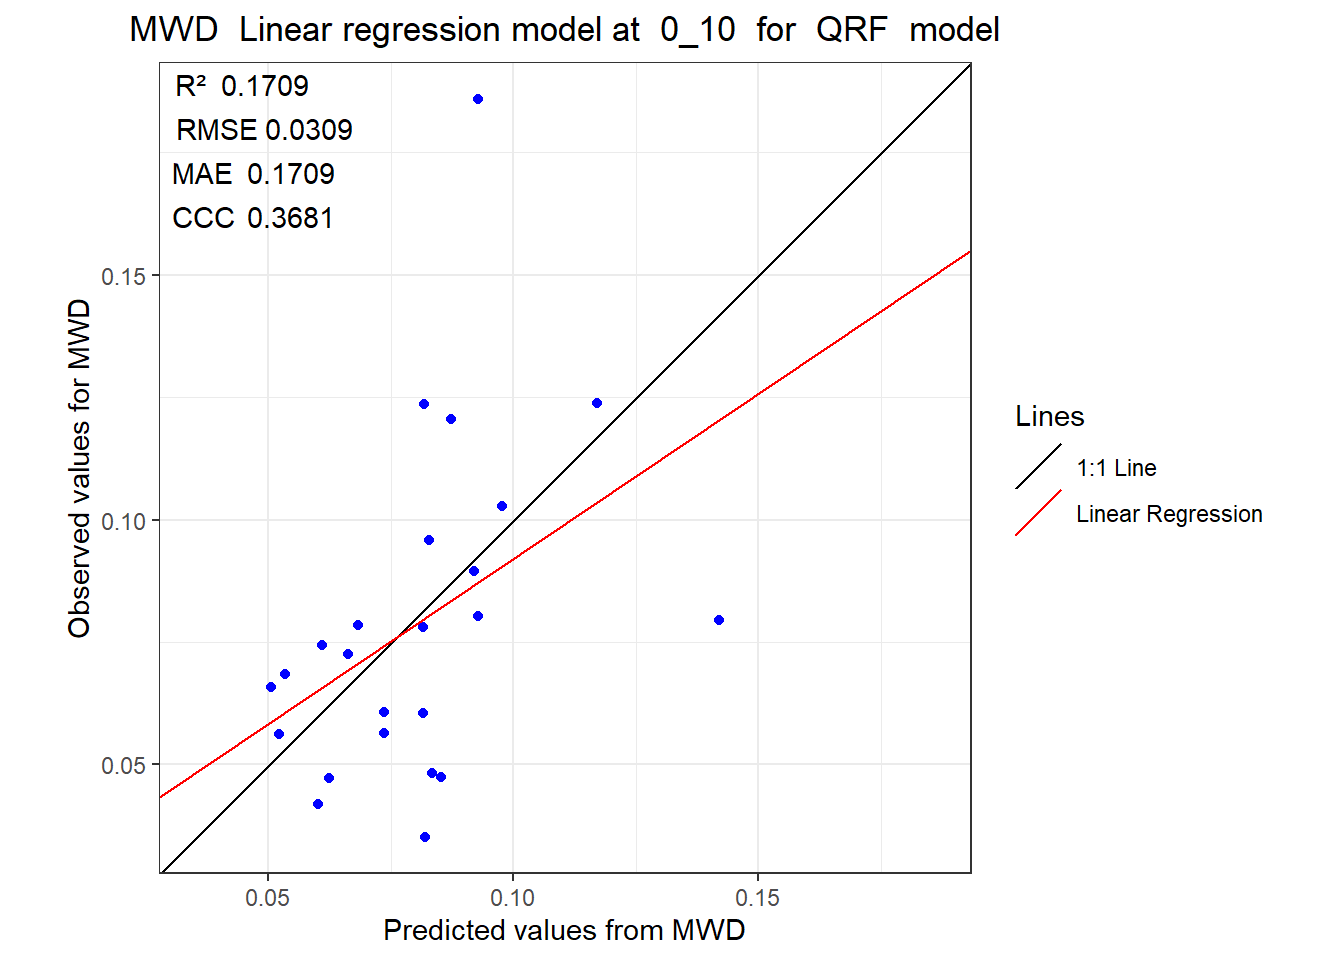 MWD Linear regression model at 0_10 for QRF model
R² 0.1709
RMSE 0.0309
MAE 0.1709
CCC 0.3681
0.15
0.10
0.05
Observed values for MWD
0.05 0.10 0.15
Predicted values from MWD
Lines
1:1 Line
Linear Regression